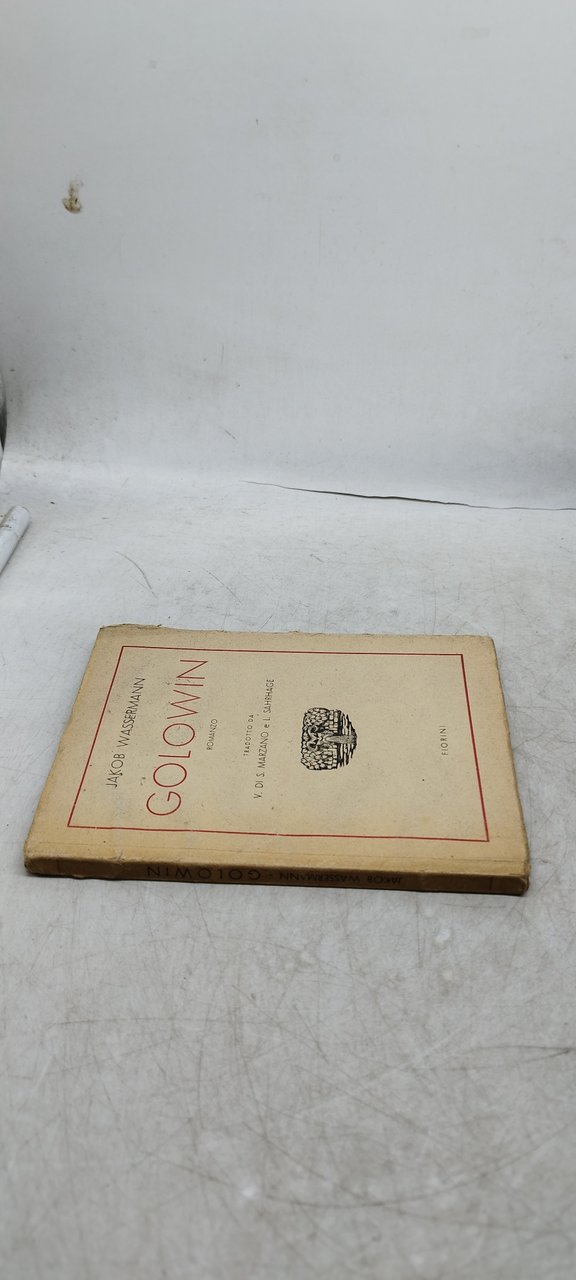 JAKOB WASSERMANN
GOLOWIN
ROMANZO
TRADOTTO DA
V. DI S. MARZANO e L. SAHRHAGE
FIORINI
JAKOB WASSERMANN - GOLOWIN